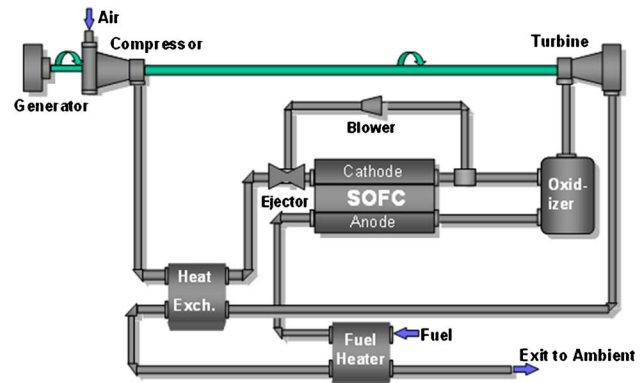 Air
Compressor
Turbine
Generator
Blower
Cathode
Ejector
SOFC
Oxid-
izer
Anode
Heat
Exch.
Fuel
Fuel
Heater
Exit to Ambient